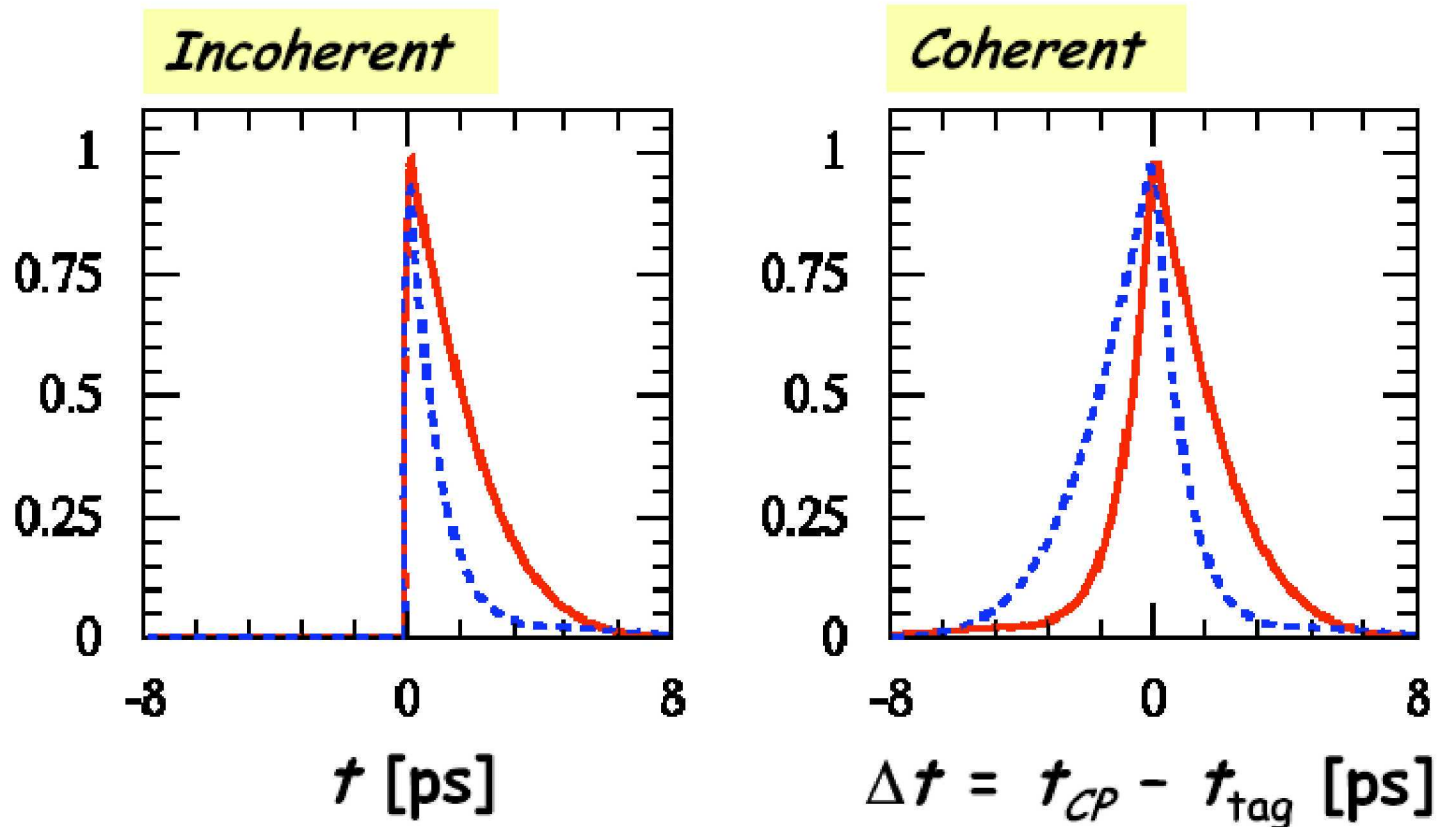 Incoherent
1
0.75
0.5
0.25
0
-8 0 8
t [ps]
Coherent
1
0.75
0.5
0.25
0
-8 0 8
Δt = t_CP - t_tag [ps]